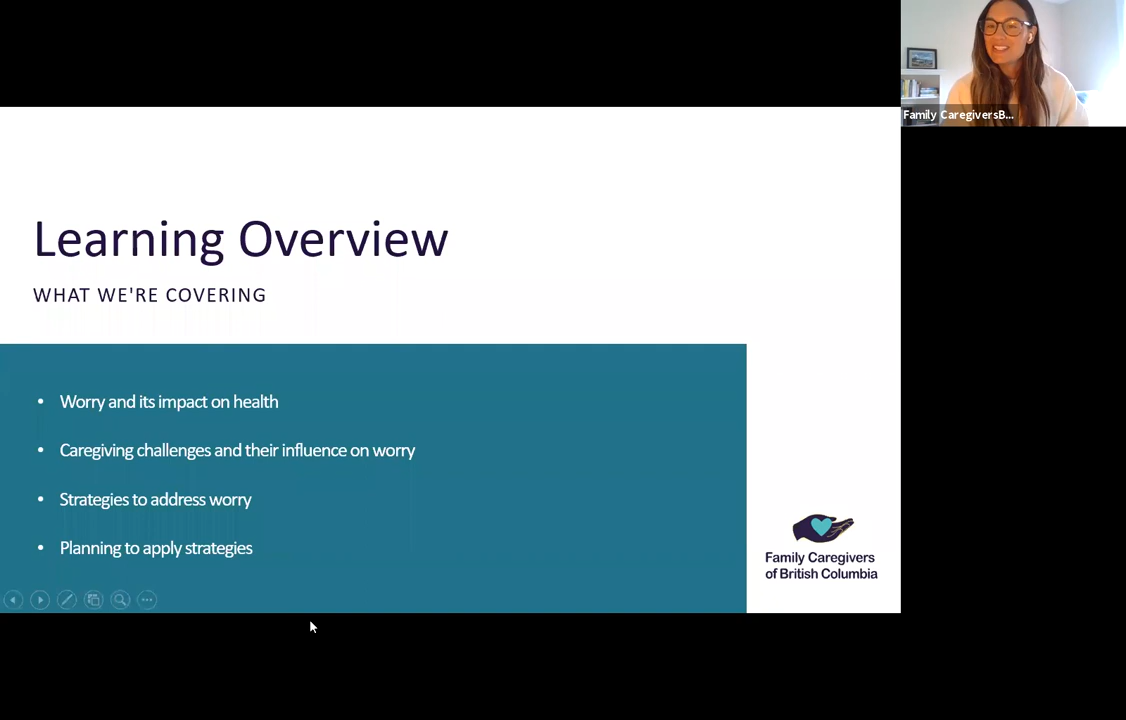 Family CaregiversB...
Learning Overview
WHAT WE'RE COVERING
• Worry and its impact on health
• Caregiving challenges and their influence on worry
• Strategies to address worry
• Planning to apply strategies
Family Caregivers
of British Columbia